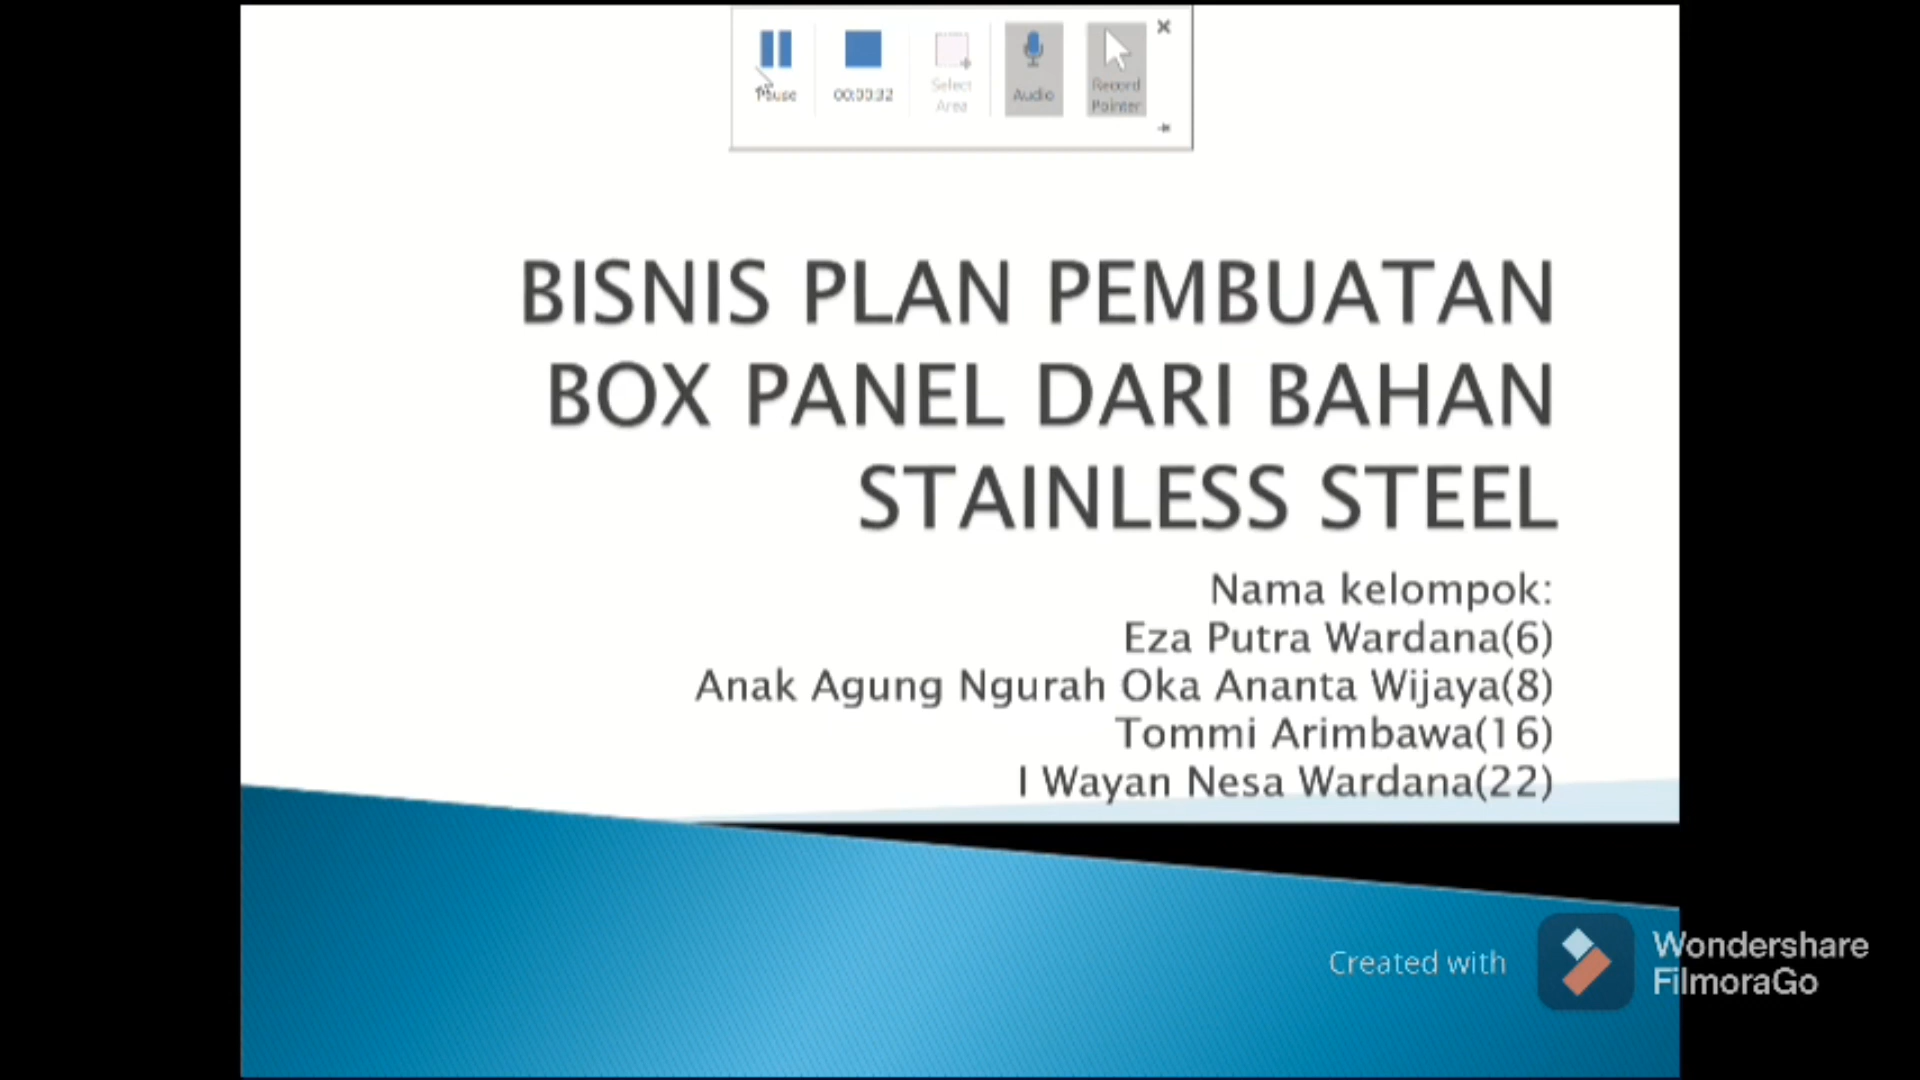 Pause
00:00:32
Select
Area
Audio
Record
Pointer
BISNIS PLAN PEMBUATAN
BOX PANEL DARI BAHAN
STAINLESS STEEL
Nama kelompok:
Eza Putra Wardana(6)
Anak Agung Ngurah Oka Ananta Wijaya(8)
Tommi Arimbawa(16)
I Wayan Nesa Wardana(22)
Created with
Wondershare
FilmoraGo